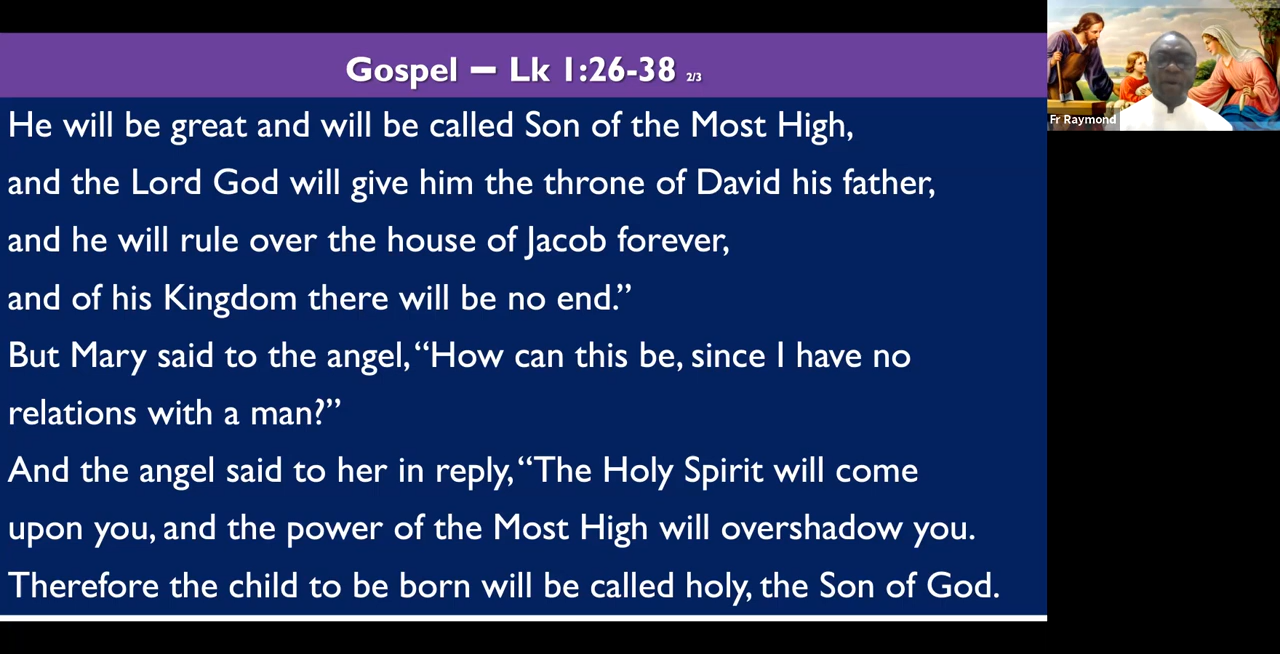 Gospel – Lk 1:26-38 2/3
He will be great and will be called Son of the Most High,
and the Lord God will give him the throne of David his father,
and he will rule over the house of Jacob forever,
and of his Kingdom there will be no end.”
But Mary said to the angel, “How can this be, since I have no
relations with a man?”
And the angel said to her in reply, “The Holy Spirit will come
upon you, and the power of the Most High will overshadow you.
Therefore the child to be born will be called holy, the Son of God.
Fr Raymond